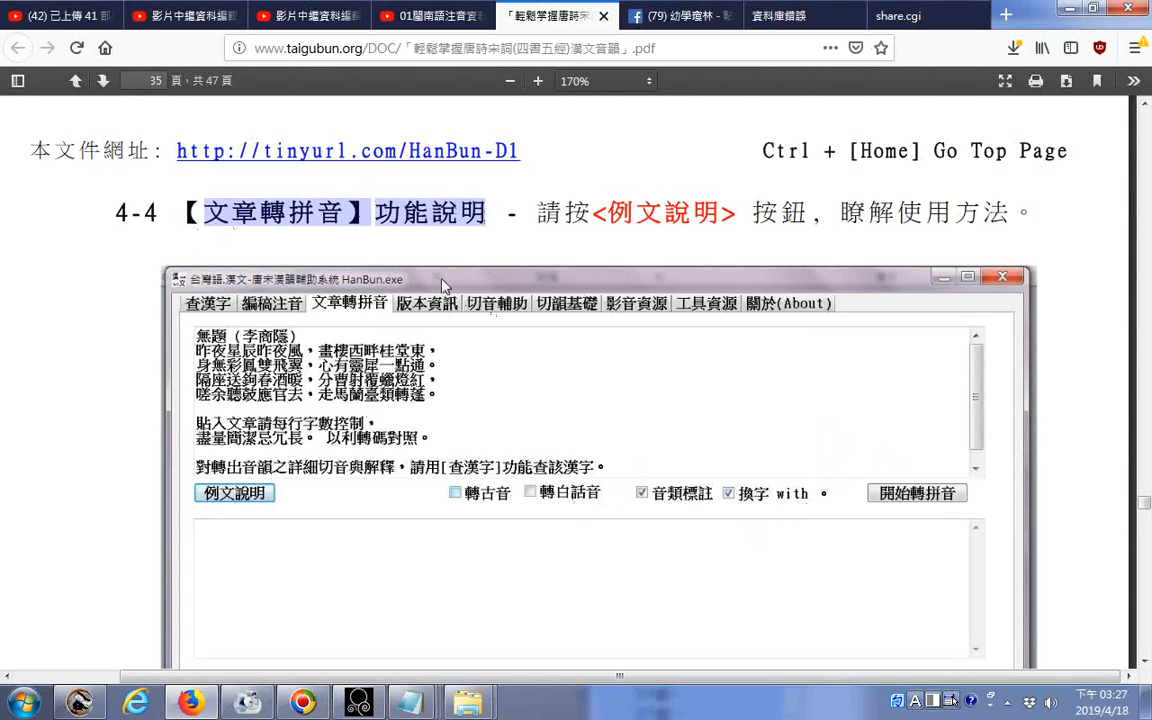 (42) 已上傳 41 部
影片中繼資料編輯
影片中繼資料編輯
01閩南語注音資料
「輕鬆掌握唐詩宋
(79) 幼學瓊林 - 貼
資料庫錯誤
share.cgi
www.taigubun.org/DOC/「輕鬆掌握唐詩宋詞(四書五經)漢文音韻」.pdf
35 頁，共 47 頁
170%
本文件網址: http://tinyurl.com/HanBun-D1
Ctrl + [Home] Go Top Page
4-4 【文章轉拼音】功能說明 - 請按<例文說明> 按鈕, 瞭解使用方法。
台灣語.漢文-唐宋漢韻輔助系統 HanBun.exe
查漢字 編稿注音 文章轉拼音 版本資訊 切音輔助 切韻基礎 影音資源 工具資源 關於(About)
無題（李商隱）
昨夜星辰昨夜風，畫樓西畔桂堂東，
身無彩鳳雙飛翼，心有靈犀一點通。
隔座送鉤春酒暖，分曹射覆蠟燈紅，
嗟余聽鼓應官去，走馬蘭臺類轉蓬。
貼入文章請每行字數控制，
盡量簡潔忌冗長。 以利轉碼對照。
對轉出音韻之詳細切音與解釋，請用[查漢字]功能查該漢字。
例文說明 轉古音 轉白話音 音類標註 換字 with 。 開始轉拼音
下午 03:27
2019/4/18